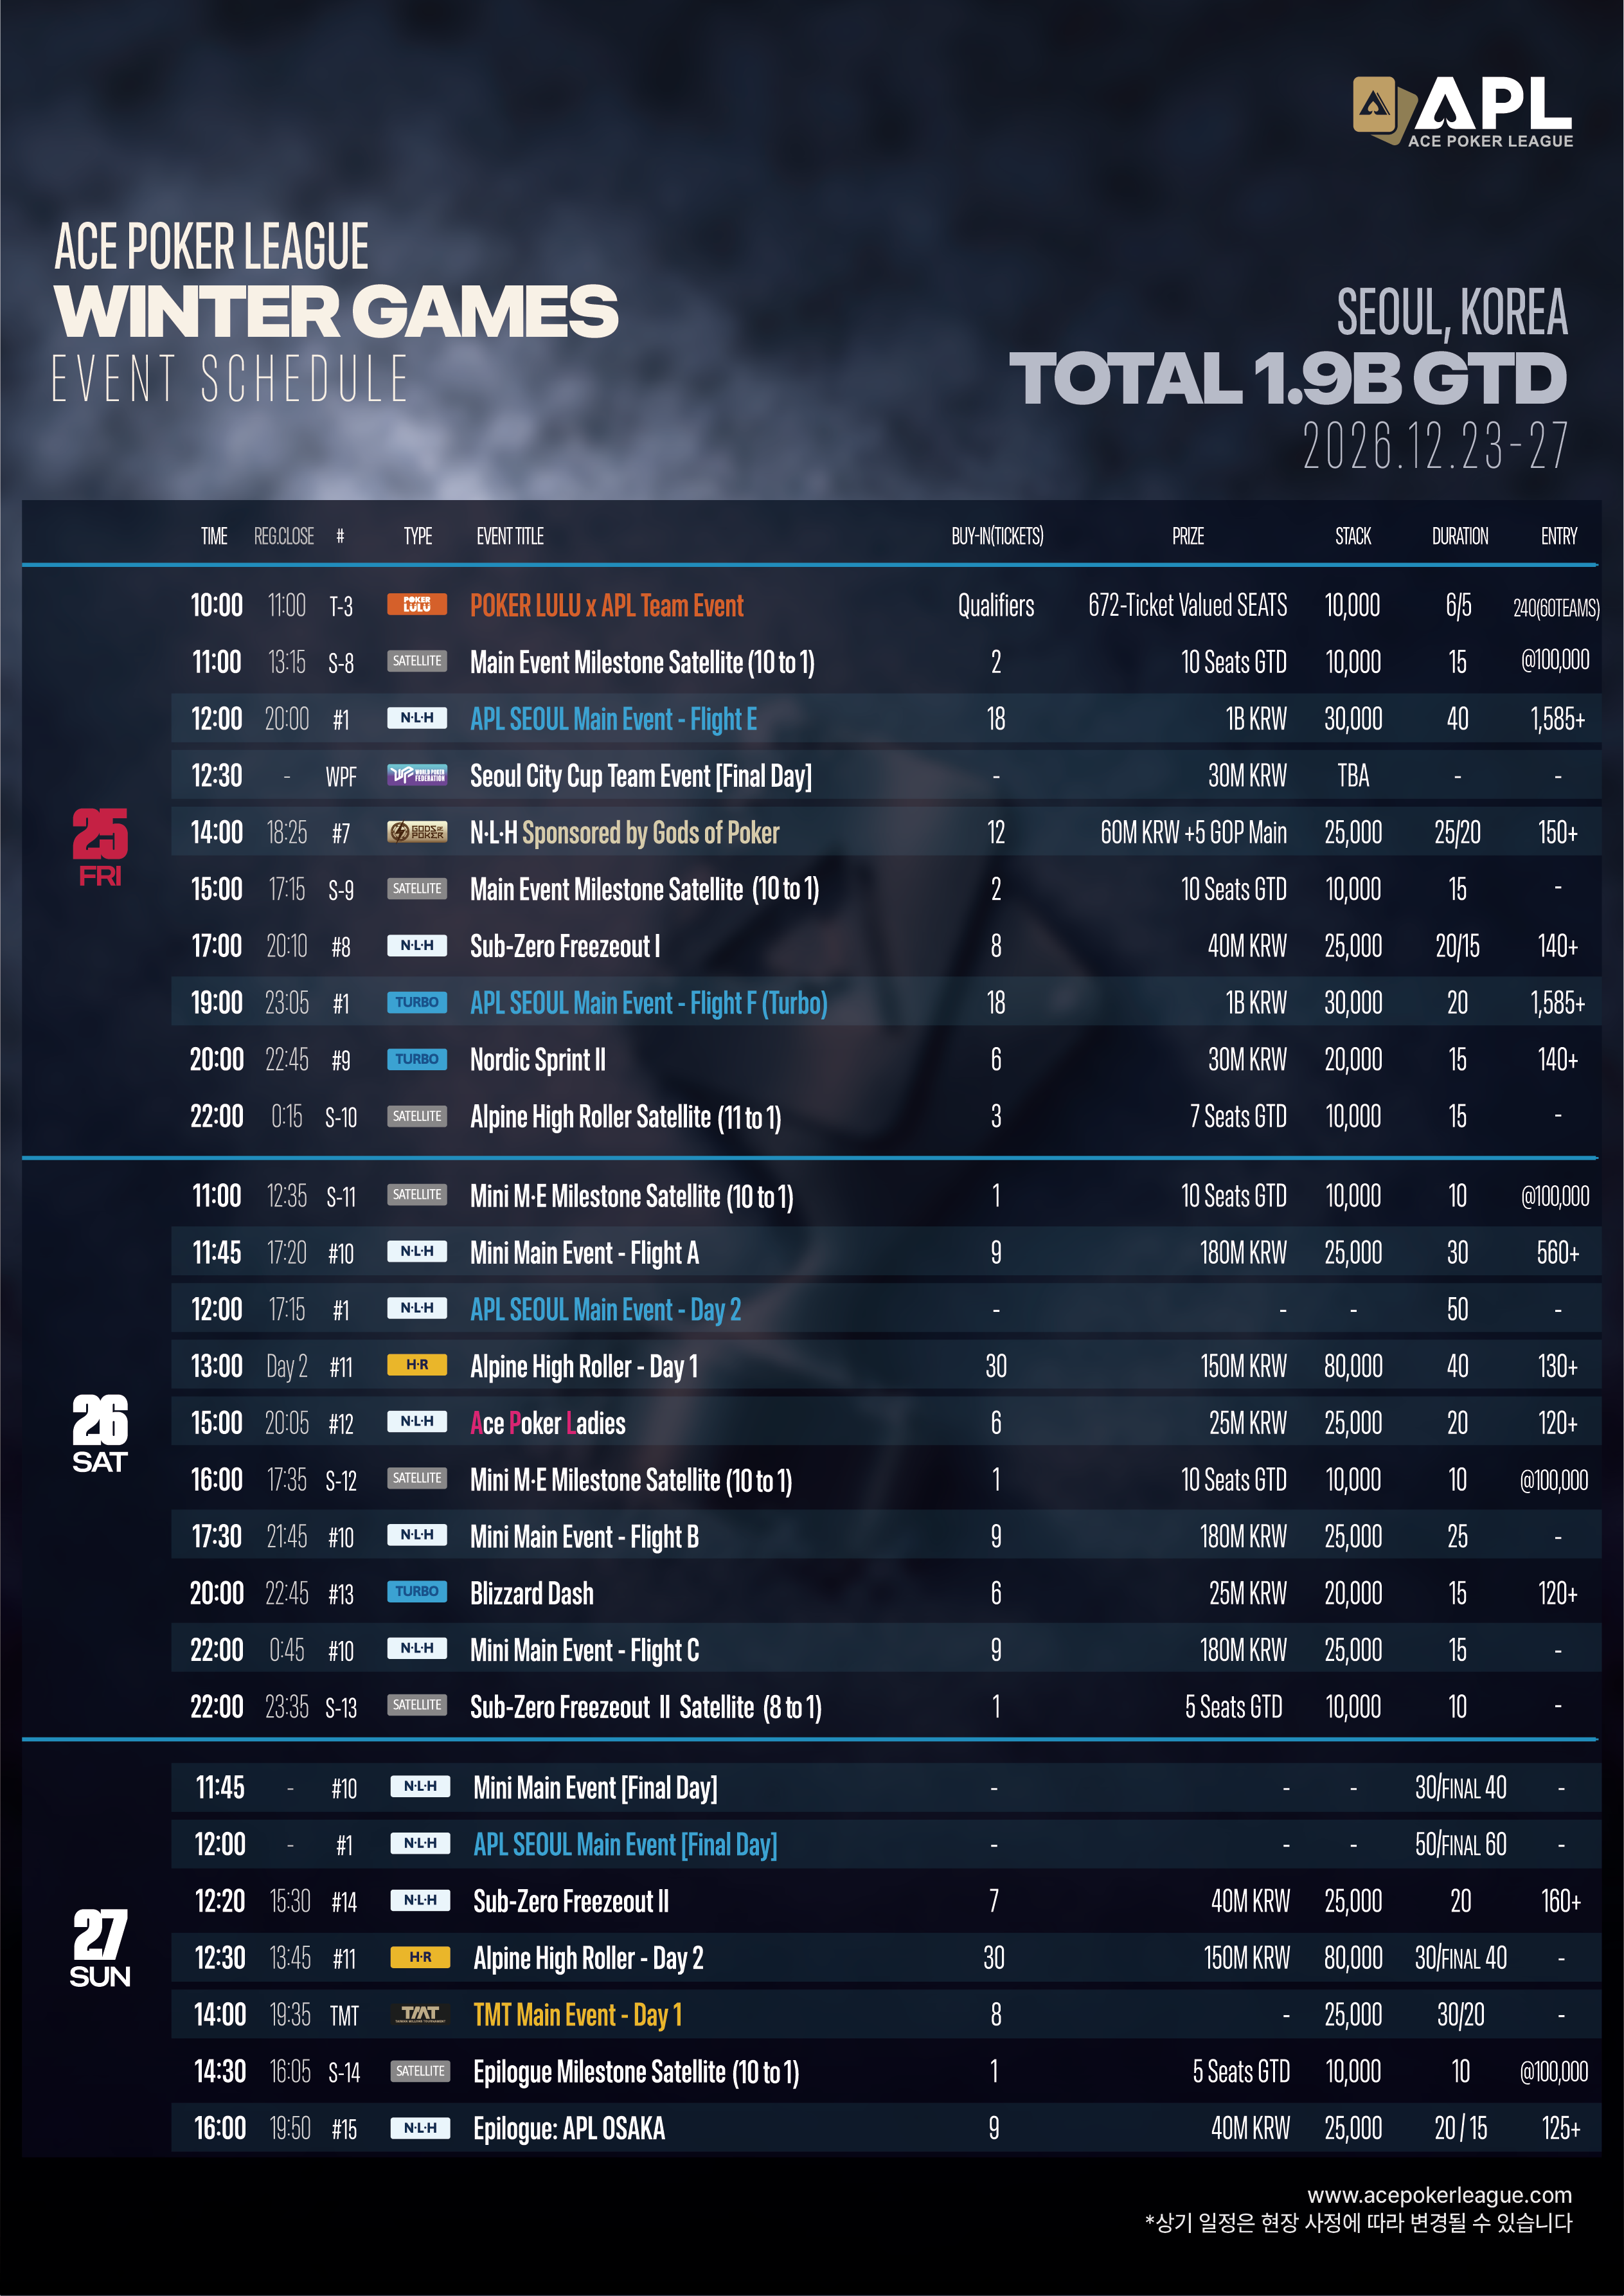 APL
ACE POKER LEAGUE
ACE POKER LEAGUE
WINTER GAMES
EVENT SCHEDULE
SEOUL, KOREA
TOTAL 1.9B GTD
2026.12.23-27
TIME REG.CLOSE # TYPE EVENT TITLE BUY-IN(TICKETS) PRIZE STACK DURATION ENTRY
25
FRI
10:00 11:00 T-3 POKER LULU POKER LULU x APL Team Event Qualifiers 672-Ticket Valued SEATS 10,000 6/5 240(60TEAMS)
11:00 13:15 S-8 SATELLITE Main Event Milestone Satellite (10 to 1) 2 10 Seats GTD 10,000 15 @100,000
12:00 20:00 #1 N·L·H APL SEOUL Main Event - Flight E 18 1B KRW 30,000 40 1,585+
12:30 - WPF WORLD POKER FEDERATION Seoul City Cup Team Event [Final Day] - 30M KRW TBA - -
14:00 18:25 #7 GODS OF POKER N·L·H Sponsored by Gods of Poker 12 60M KRW +5 GOP Main 25,000 25/20 150+
15:00 17:15 S-9 SATELLITE Main Event Milestone Satellite (10 to 1) 2 10 Seats GTD 10,000 15 -
17:00 20:10 #8 N·L·H Sub-Zero Freezeout I 8 40M KRW 25,000 20/15 140+
19:00 23:05 #1 TURBO APL SEOUL Main Event - Flight F (Turbo) 18 1B KRW 30,000 20 1,585+
20:00 22:45 #9 TURBO Nordic Sprint II 6 30M KRW 20,000 15 140+
22:00 0:15 S-10 SATELLITE Alpine High Roller Satellite (11 to 1) 3 7 Seats GTD 10,000 15 -
26
SAT
11:00 12:35 S-11 SATELLITE Mini M·E Milestone Satellite (10 to 1) 1 10 Seats GTD 10,000 10 @100,000
11:45 17:20 #10 N·L·H Mini Main Event - Flight A 9 180M KRW 25,000 30 560+
12:00 17:15 #1 N·L·H APL SEOUL Main Event - Day 2 - - - 50 -
13:00 Day 2 #11 H·R Alpine High Roller - Day 1 30 150M KRW 80,000 40 130+
15:00 20:05 #12 N·L·H Ace Poker Ladies 6 25M KRW 25,000 20 120+
16:00 17:35 S-12 SATELLITE Mini M·E Milestone Satellite (10 to 1) 1 10 Seats GTD 10,000 10 @100,000
17:30 21:45 #10 N·L·H Mini Main Event - Flight B 9 180M KRW 25,000 25 -
20:00 22:45 #13 TURBO Blizzard Dash 6 25M KRW 20,000 15 120+
22:00 0:45 #10 N·L·H Mini Main Event - Flight C 9 180M KRW 25,000 15 -
22:00 23:35 S-13 SATELLITE Sub-Zero Freezeout II Satellite (8 to 1) 1 5 Seats GTD 10,000 10 -
27
SUN
11:45 - #10 N·L·H Mini Main Event [Final Day] - - - 30/FINAL 40 -
12:00 - #1 N·L·H APL SEOUL Main Event [Final Day] - - - 50/FINAL 60 -
12:20 15:30 #14 N·L·H Sub-Zero Freezeout II 7 40M KRW 25,000 20 160+
12:30 13:45 #11 H·R Alpine High Roller - Day 2 30 150M KRW 80,000 30/FINAL 40 -
14:00 19:35 TMT TMT TMT Main Event - Day 1 8 - 25,000 30/20 -
14:30 16:05 S-14 SATELLITE Epilogue Milestone Satellite (10 to 1) 1 5 Seats GTD 10,000 10 @100,000
16:00 19:50 #15 N·L·H Epilogue: APL OSAKA 9 40M KRW 25,000 20 / 15 125+
www.acepokerleague.com
*상기 일정은 현장 사정에 따라 변경될 수 있습니다